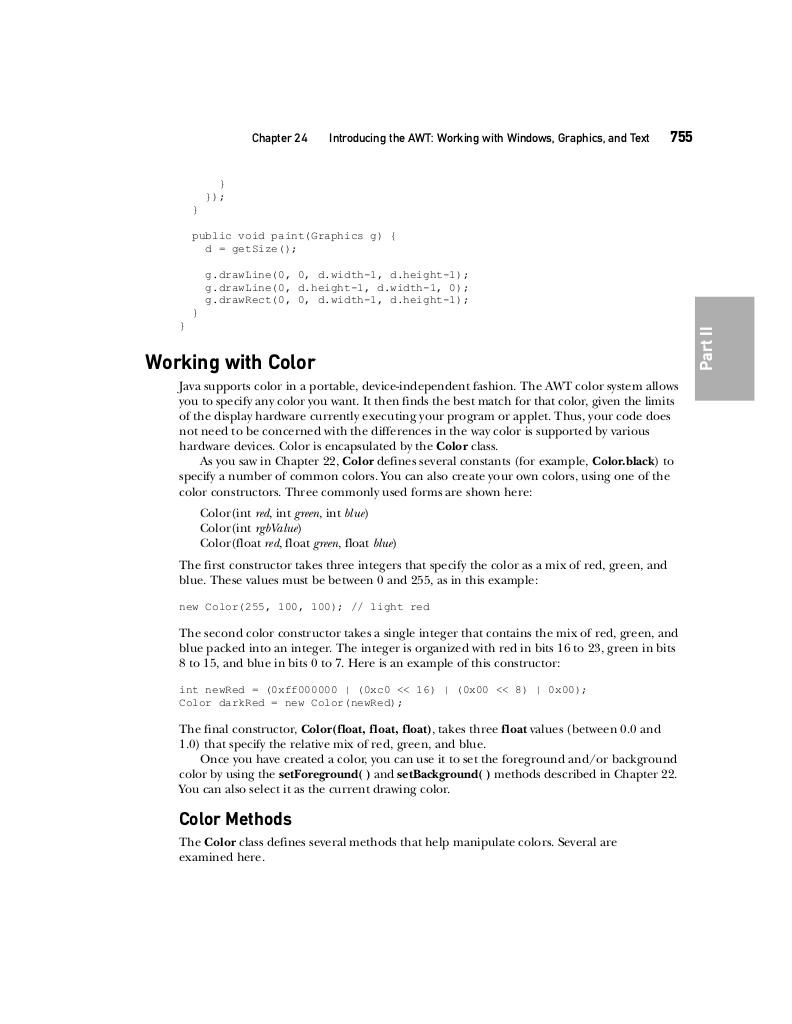 Chapter 24 Introducing the AWT: Working with Windows, Graphics, and Text 755
}
});
}
public void paint(Graphics g) {
d = getSize();
g.drawLine(0, 0, d.width-1, d.height-1);
g.drawLine(0, d.height-1, d.width-1, 0);
g.drawRect(0, 0, d.width-1, d.height-1);
}
}
Part II
Working with Color
Java supports color in a portable, device-independent fashion. The AWT color system allows
you to specify any color you want. It then finds the best match for that color, given the limits
of the display hardware currently executing your program or applet. Thus, your code does
not need to be concerned with the differences in the way color is supported by various
hardware devices. Color is encapsulated by the Color class.
As you saw in Chapter 22, Color defines several constants (for example, Color.black) to
specify a number of common colors. You can also create your own colors, using one of the
color constructors. Three commonly used forms are shown here:
Color(int red, int green, int blue)
Color(int rgbValue)
Color(float red, float green, float blue)
The first constructor takes three integers that specify the color as a mix of red, green, and
blue. These values must be between 0 and 255, as in this example:
new Color(255, 100, 100); // light red
The second color constructor takes a single integer that contains the mix of red, green, and
blue packed into an integer. The integer is organized with red in bits 16 to 23, green in bits
8 to 15, and blue in bits 0 to 7. Here is an example of this constructor:
int newRed = (0xff000000 | (0xc0 << 16) | (0x00 << 8) | 0x00);
Color darkRed = new Color(newRed);
The final constructor, Color(float, float, float), takes three float values (between 0.0 and
1.0) that specify the relative mix of red, green, and blue.
Once you have created a color, you can use it to set the foreground and/or background
color by using the setForeground( ) and setBackground( ) methods described in Chapter 22.
You can also select it as the current drawing color.
Color Methods
The Color class defines several methods that help manipulate colors. Several are
examined here.